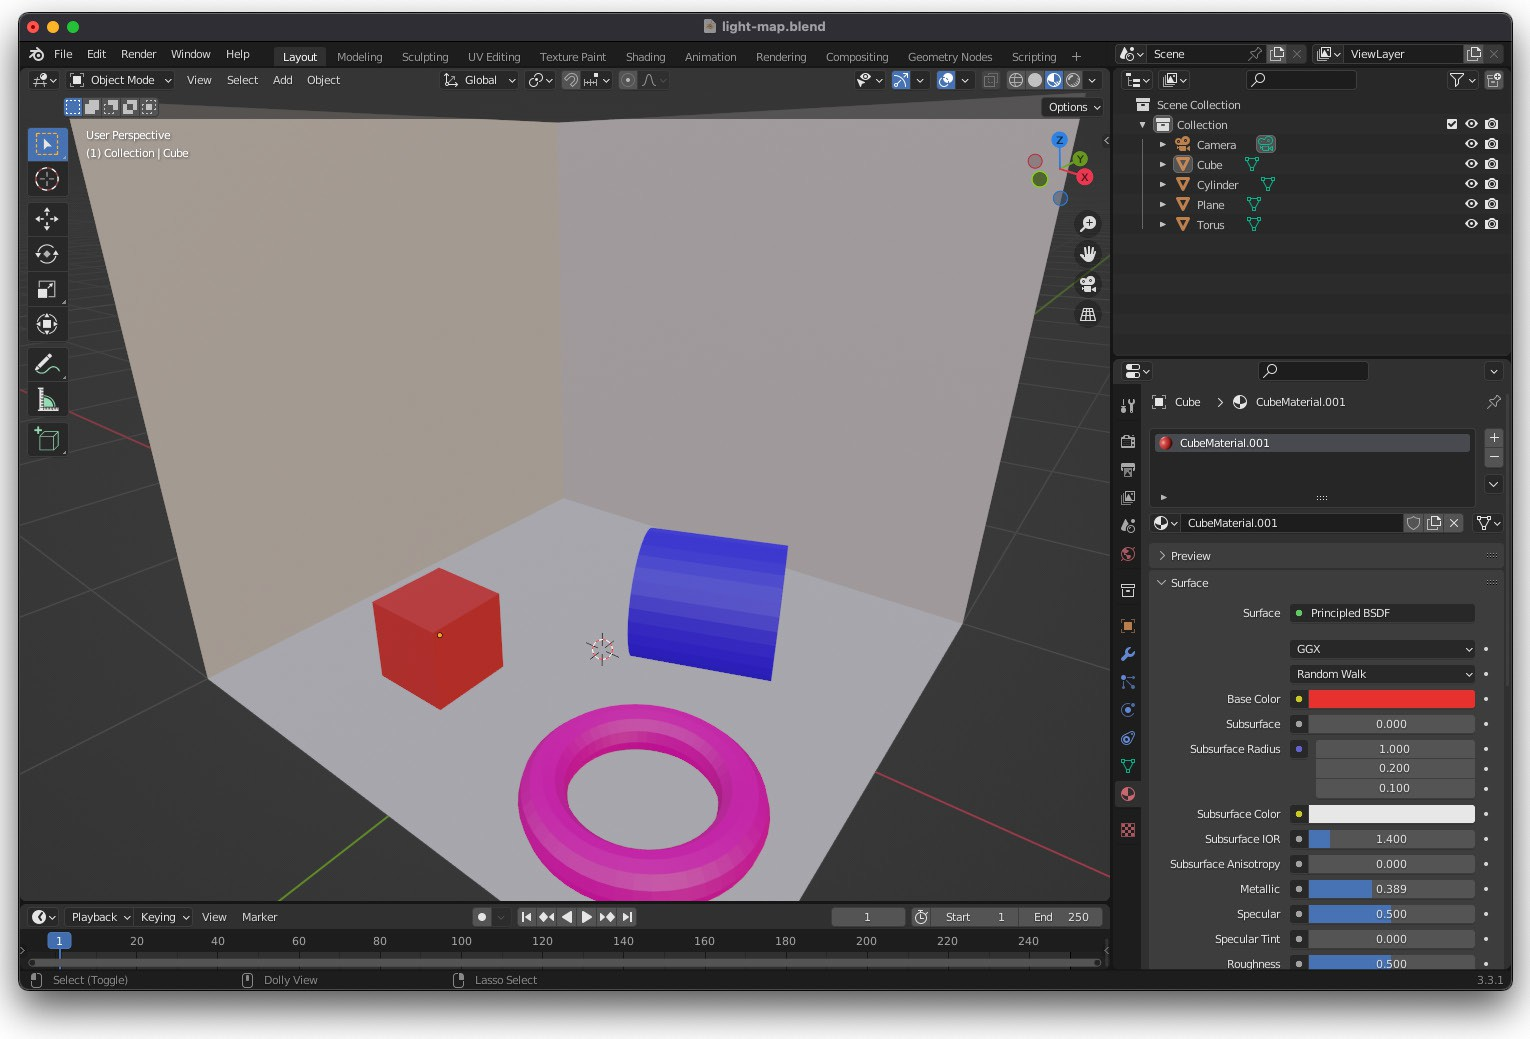 light-map.blend
File Edit Render Window Help Layout Modeling Sculpting UV Editing Texture Paint Shading Animation Rendering Compositing Geometry Nodes Scripting + Scene ViewLayer
Object Mode View Select Add Object Global
Options
User Perspective
(1) Collection | Cube
Z
Y
X
Scene Collection
Collection
Camera
Cube
Cylinder
Plane
Torus
Cube > CubeMaterial.001
CubeMaterial.001
CubeMaterial.001
Preview
Surface
Surface Principled BSDF
GGX
Random Walk
Base Color
Subsurface 0.000
Subsurface Radius 1.000
0.200
0.100
Subsurface Color
Subsurface IOR 1.400
Subsurface Anisotropy 0.000
Metallic 0.389
Specular 0.500
Specular Tint 0.000
Roughness 0.500
Playback Keying View Marker 1 Start 1 End 250
1 20 40 60 80 100 120 140 160 180 200 220 240
Select (Toggle) Dolly View Lasso Select 3.3.1